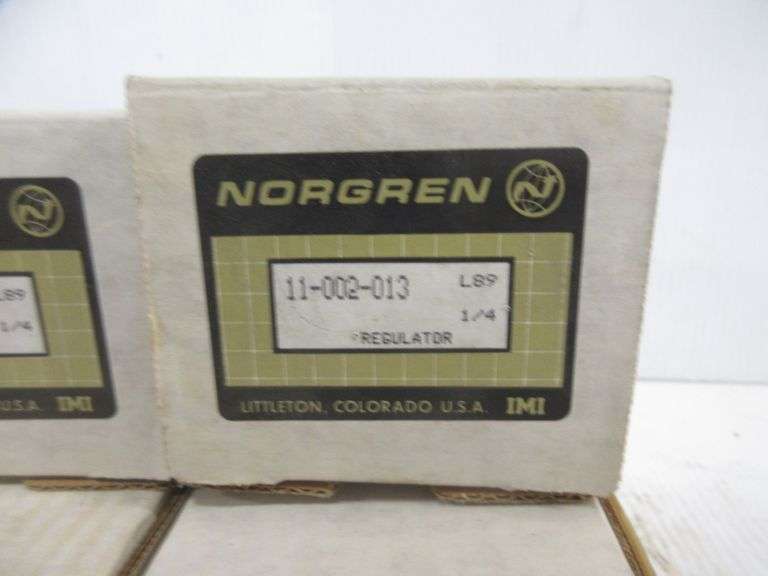 NORGREN N
11-002-013 L89
1/4
REGULATOR
LITTLETON, COLORADO U.S.A. IMI
N
L89
1/4
U.S.A. IMI